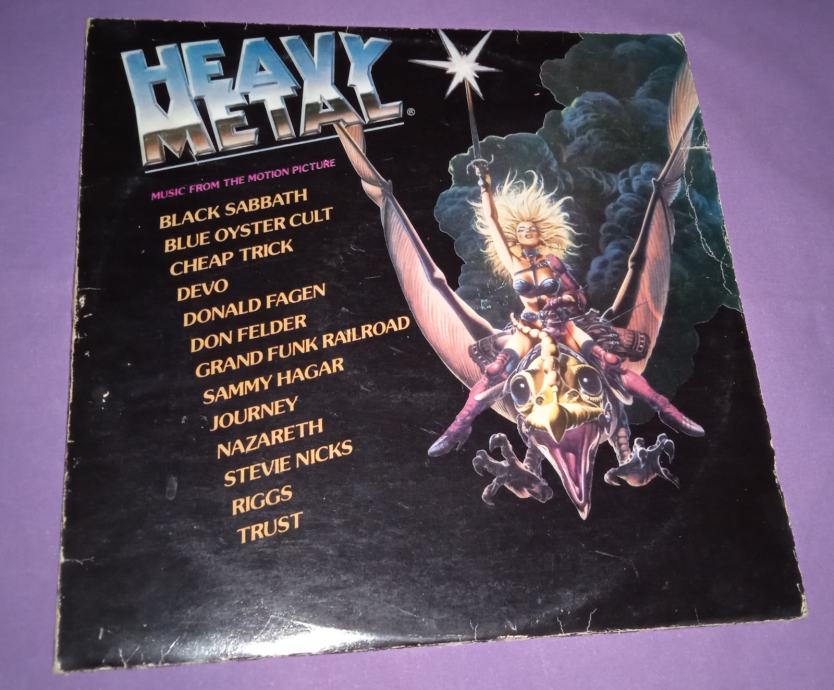 HEAVY
METAL®
MUSIC FROM THE MOTION PICTURE
BLACK SABBATH
BLUE OYSTER CULT
CHEAP TRICK
DEVO
DONALD FAGEN
DON FELDER
GRAND FUNK RAILROAD
SAMMY HAGAR
JOURNEY
NAZARETH
STEVIE NICKS
RIGGS
TRUST